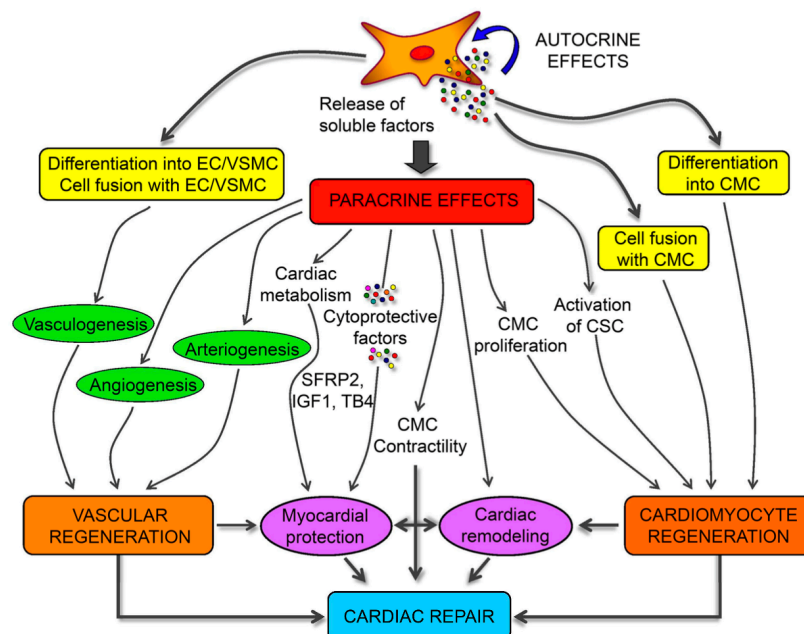 AUTOCRINE
EFFECTS
Release of
soluble factors
Differentiation into EC/VSMC
Cell fusion with EC/VSMC
Differentiation
into CMC
PARACRINE EFFECTS
Cell fusion
with CMC
Cardiac
metabolism
Cytoprotective
factors
Activation
of CSC
CMC
proliferation
Vasculogenesis
Arteriogenesis
Angiogenesis
SFRP2,
IGF1, TB4
CMC
Contractility
VASCULAR
REGENERATION
Myocardial
protection
Cardiac
remodeling
CARDIOMYOCYTE
REGENERATION
CARDIAC REPAIR